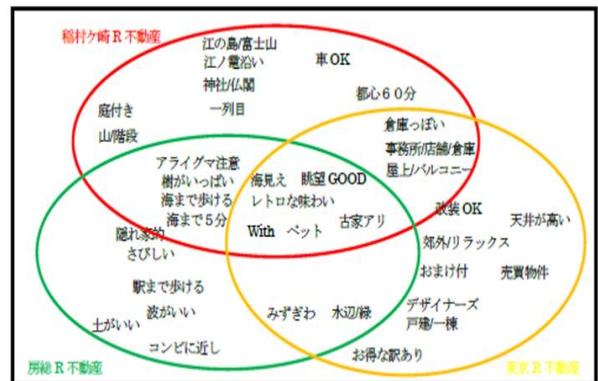 稲村ケ崎R不動産
江の島/富士山
江ノ電沿い
車OK
神社/仏閣
都心60分
庭付き
一列目
山/階段
倉庫っぽい
事務所/店舗/倉庫
屋上/バルコニー
アライグマ注意
樹がいっぱい
海まで歩ける
海まで5分
海見え 眺望GOOD
レトロな味わい
With ペット
古家アリ
改装OK
天井が高い
郊外/リラックス
おまけ付
売買物件
デザイナーズ
戸建/一棟
隠れ家的
さびしい
駅まで歩ける
波がいい
土がいい
コンビに近し
みずぎわ 水辺/緑
お得な訳あり
房総R不動産
東京R不動産